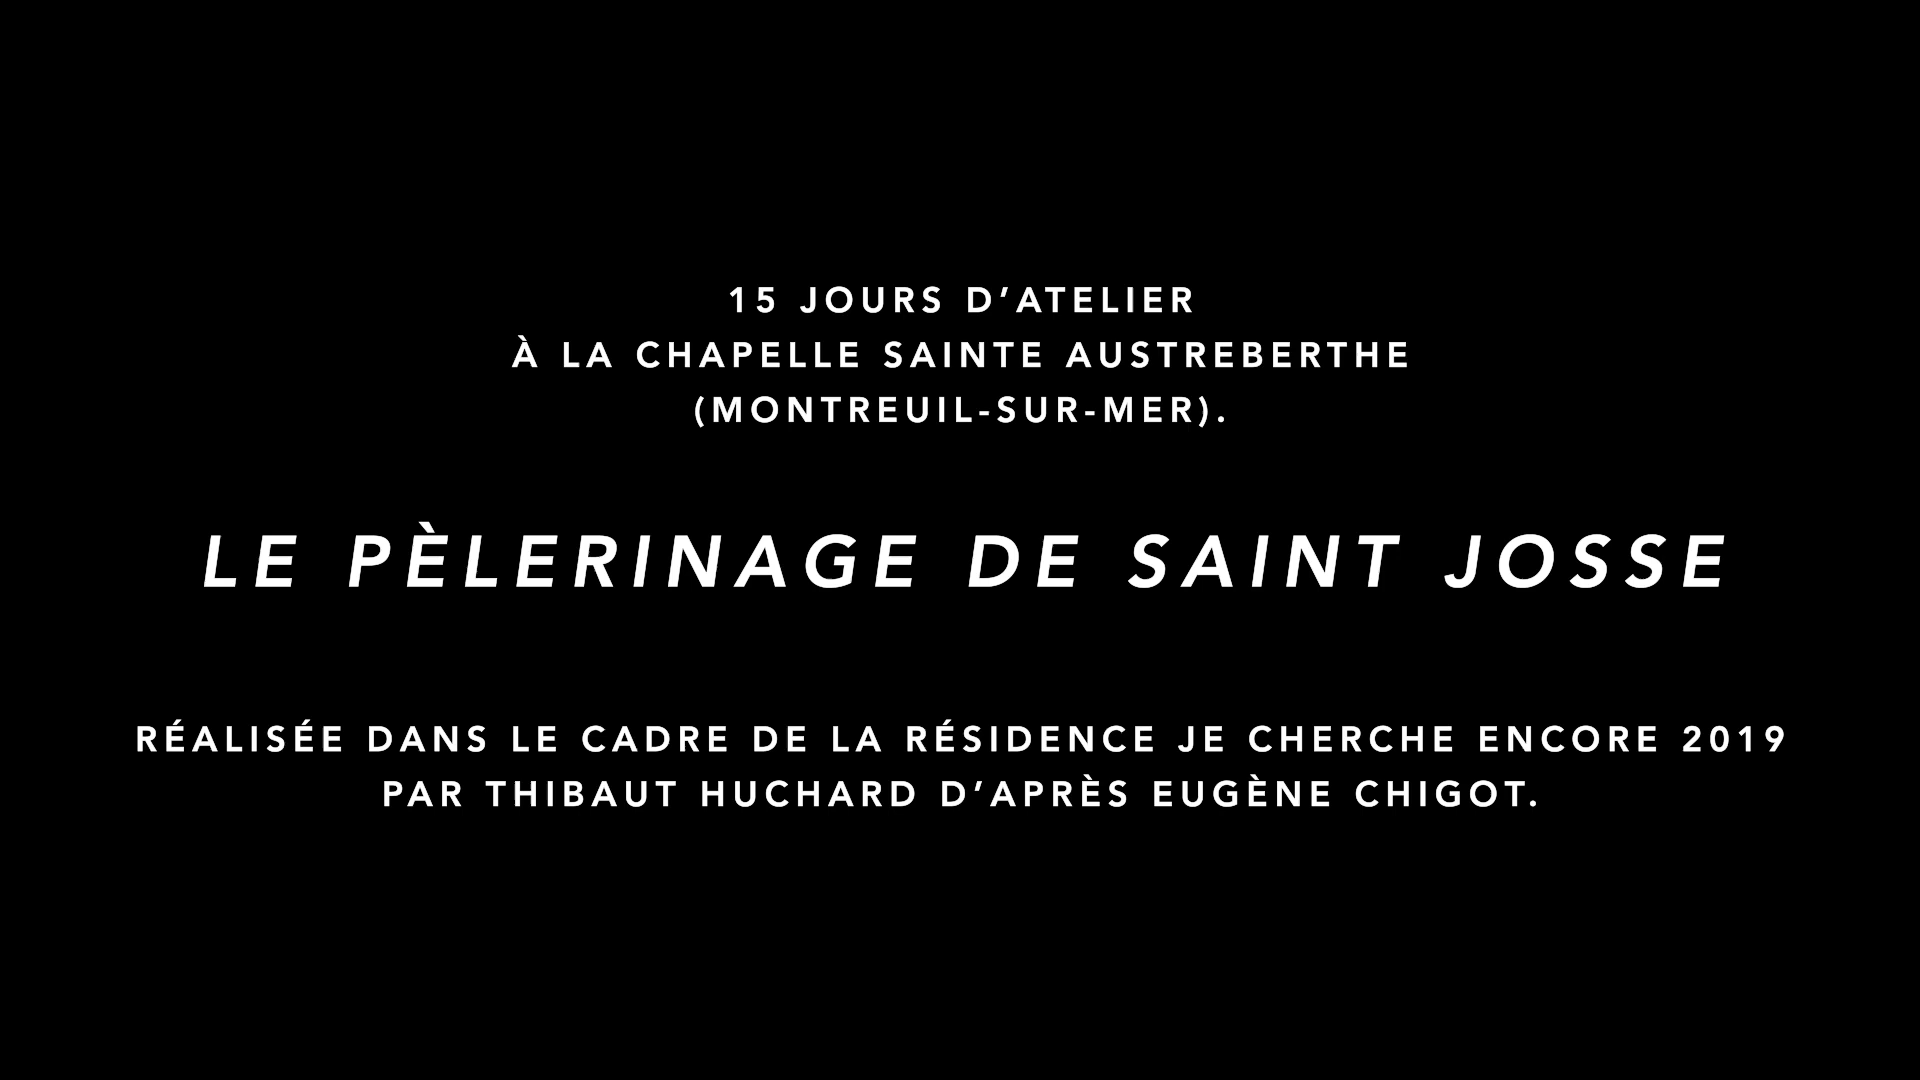 15 JOURS D’ATELIER
À LA CHAPELLE SAINTE AUSTREBERTHE
(MONTREUIL-SUR-MER).
LE PÈLERINAGE DE SAINT JOSSE
RÉALISÉE DANS LE CADRE DE LA RÉSIDENCE JE CHERCHE ENCORE 2019
PAR THIBAUT HUCHARD D’APRÈS EUGÈNE CHIGOT.